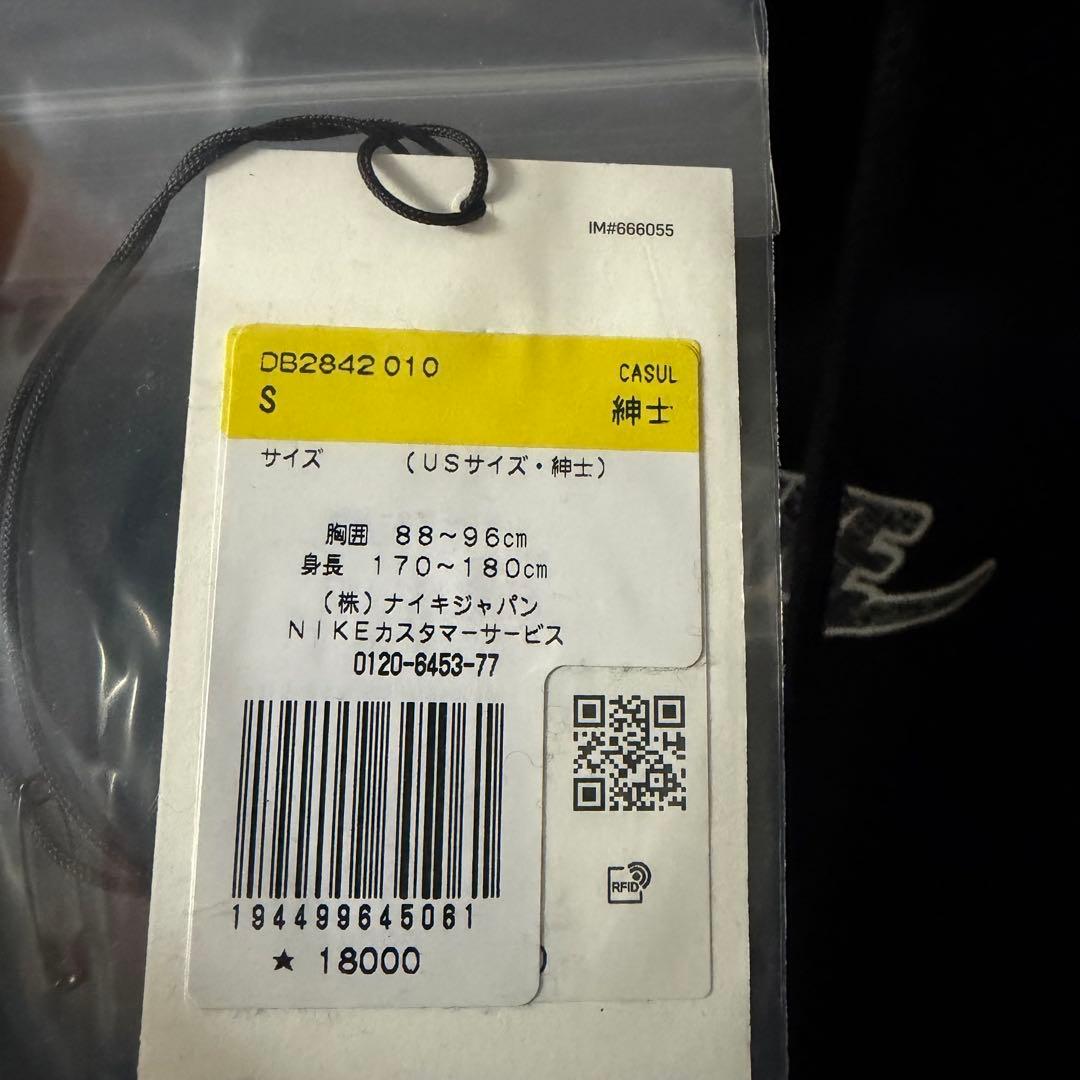 IM#666055
DB2842 010
CASUL
S
紳士
サイズ (USサイズ・紳士)
胸囲 88~96cm
身長 170~180cm
(株)ナイキジャパン
NIKEカスタマーサービス
0120-6453-77
194499645061
★ 18000
RFID